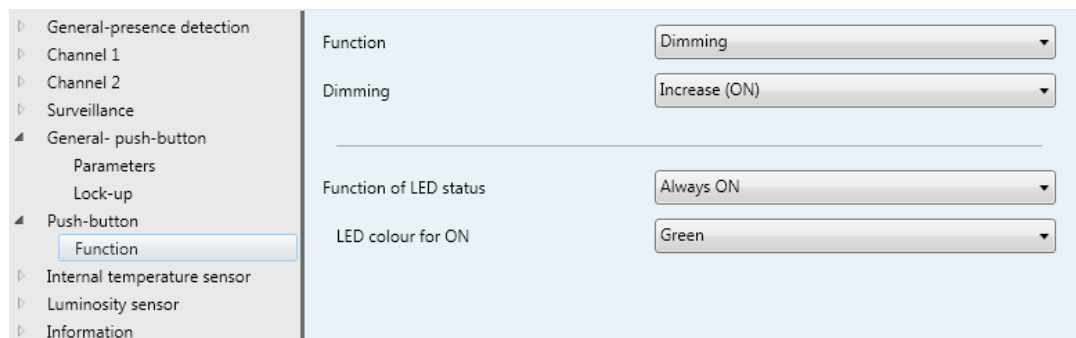 General-presence detection
Channel 1
Channel 2
Surveillance
General- push-button
Parameters
Lock-up
Push-button
Function
Internal temperature sensor
Luminosity sensor
Information
Function Dimming
Dimming Increase (ON)
Function of LED status Always ON
LED colour for ON Green